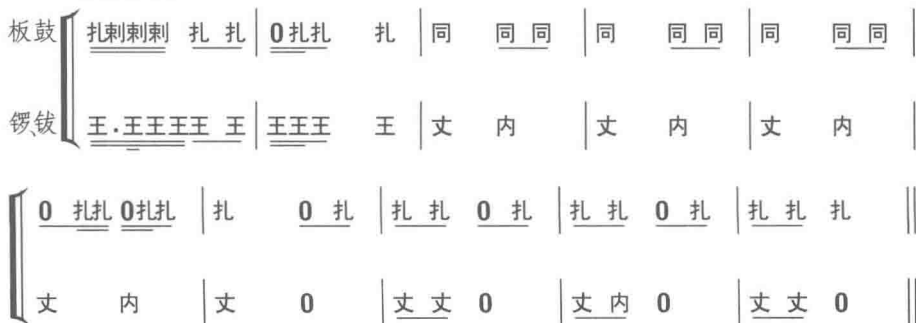 板鼓 扎剌剌剌 扎 扎 | 0 扎扎 扎 | 同 同 同 | 同 同 同 | 同 同 同 |
锣、钹 王.王王王王 王 | 王王王 王 | 丈 内 | 丈 内 | 丈 内 |
0 扎扎 0扎扎 | 扎 0 扎 | 扎 扎 0 扎 | 扎 扎 0 扎 | 扎 扎 扎 ‖
丈 内 | 丈 0 | 丈 丈 0 | 丈 内 0 | 丈 丈 0 ‖